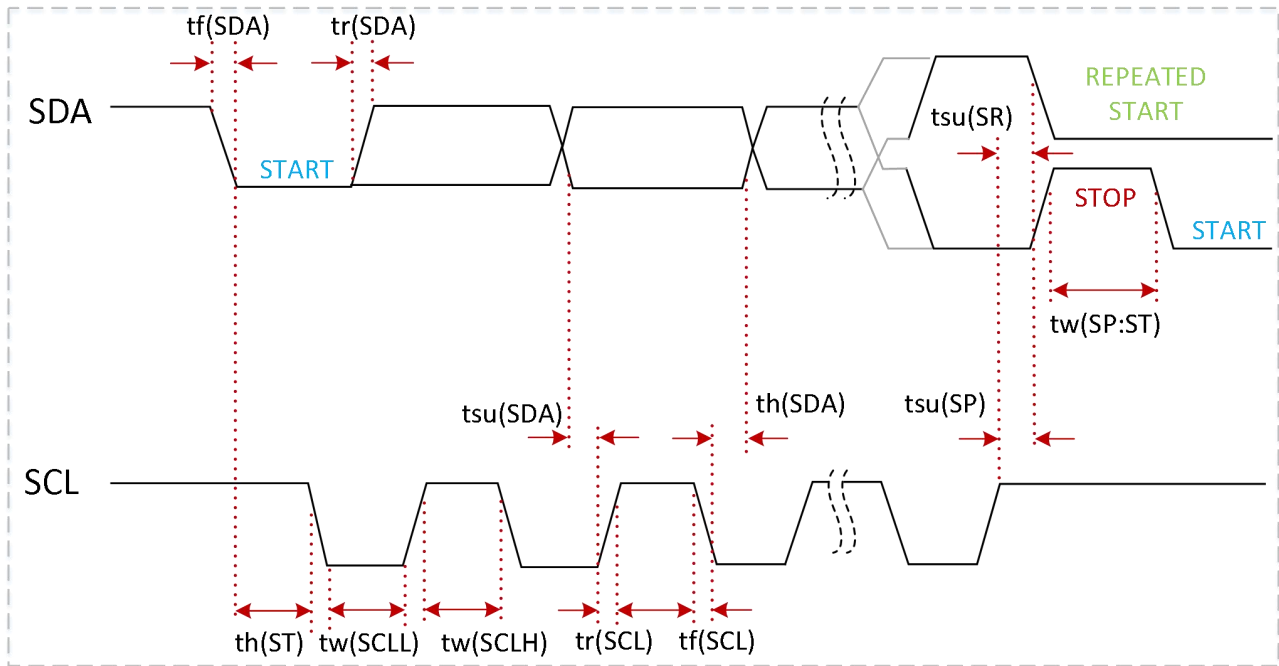 tf(SDA)
tr(SDA)
SDA
START
tsu(SR)
REPEATED
START
STOP
START
tw(SP:ST)
tsu(SDA)
th(SDA)
tsu(SP)
SCL
th(ST)
tw(SCLL)
tw(SCLH)
tr(SCL)
tf(SCL)